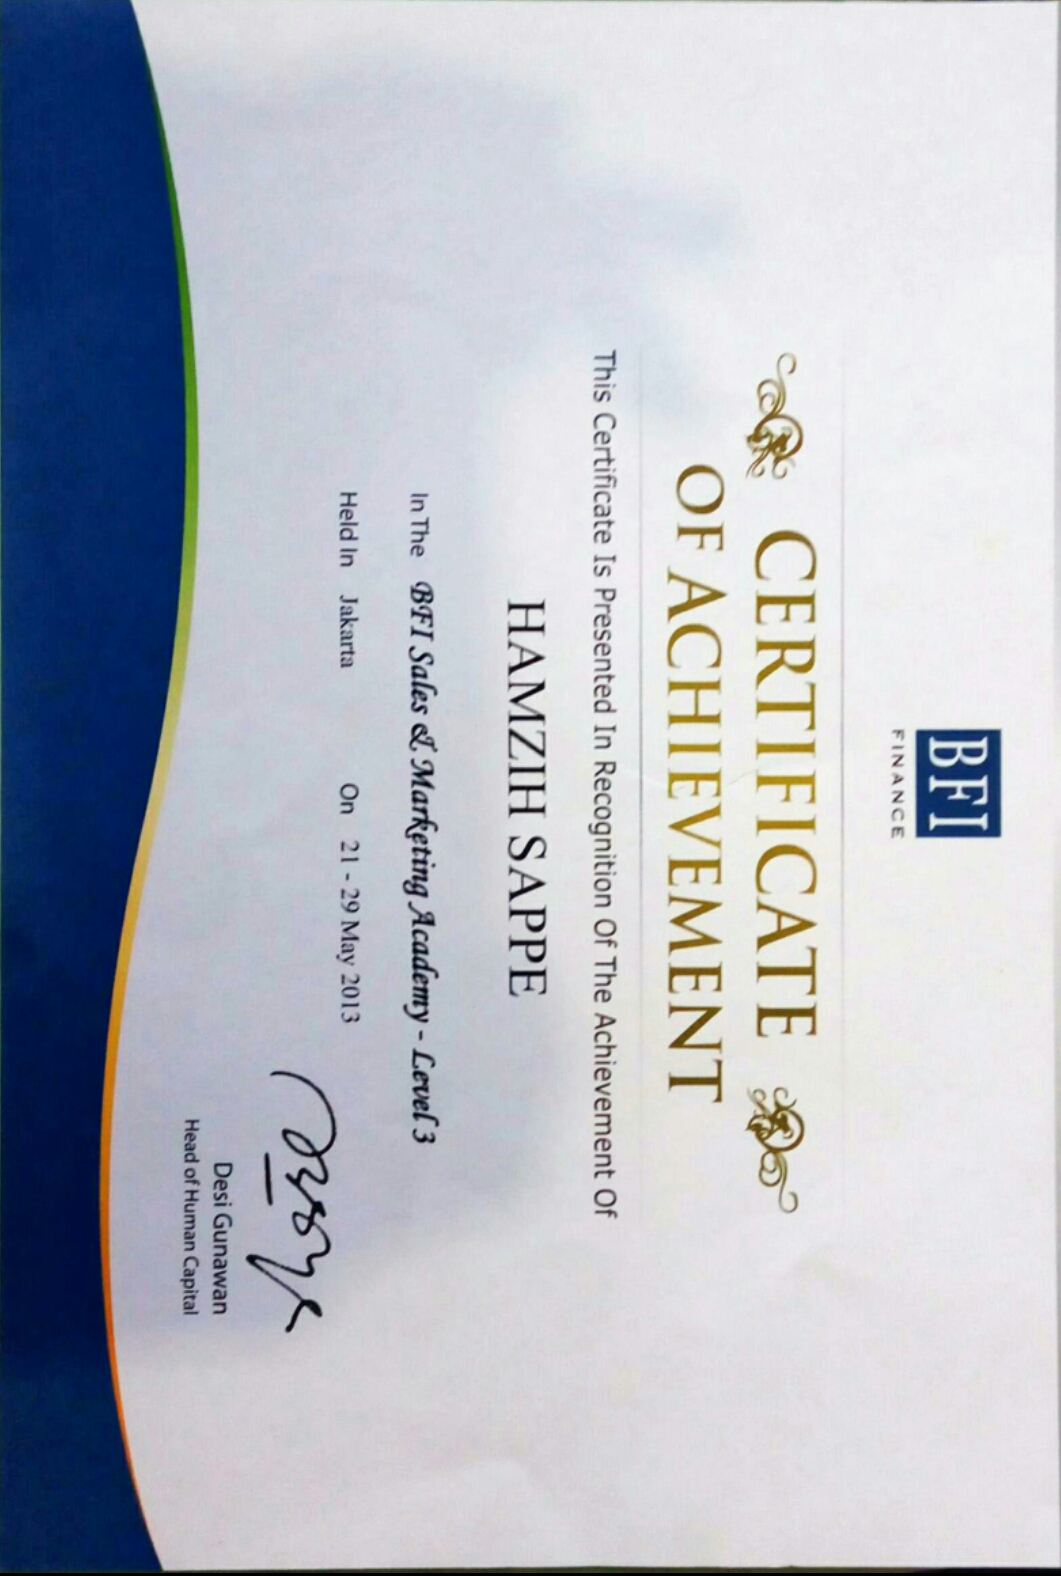 BFI
FINANCE
CERTIFICATE
OF ACHIEVEMENT
This Certificate Is Presented In Recognition Of The Achievement Of
HAMZIH SAPPE
In The BFI Sales & Marketing Academy - Level 3
Held In Jakarta On 21 - 29 May 2013
Desi Gunawan
Head of Human Capital